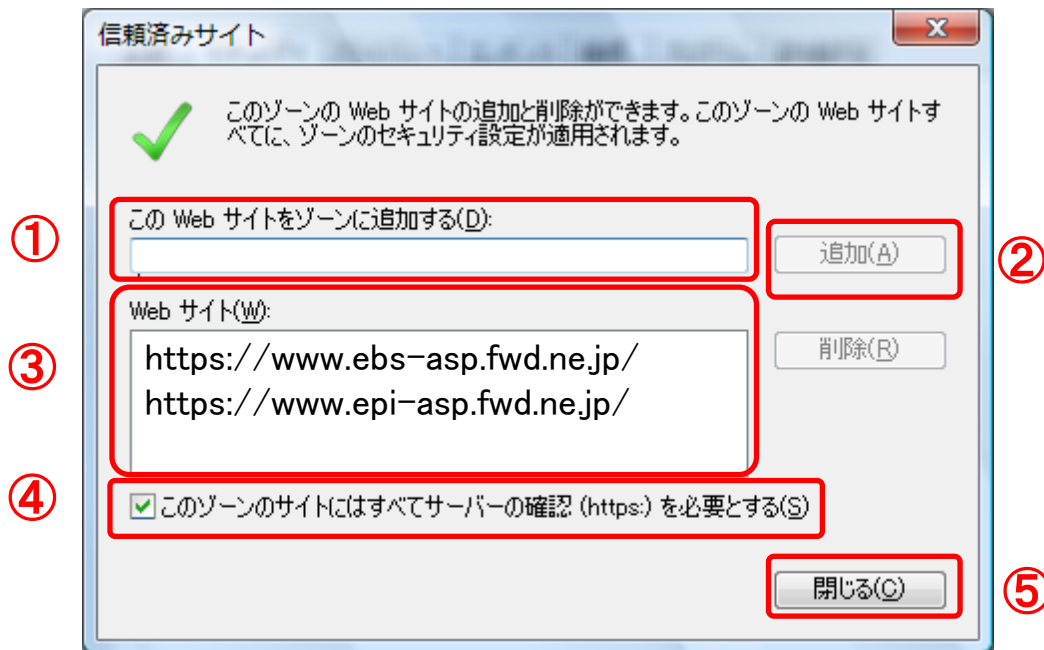 信頼済みサイト
このゾーンの Web サイトの追加と削除ができます。このゾーンの Web サイトす
べてに、ゾーンのセキュリティ設定が適用されます。
①
この Web サイトをゾーンに追加する(D):
追加(A)
②
③
Web サイト(W):
https://www.ebs-asp.fwd.ne.jp/
https://www.epi-asp.fwd.ne.jp/
削除(R)
④
このゾーンのサイトにはすべてサーバーの確認 (https:) を必要とする(S)
閉じる(C)
⑤